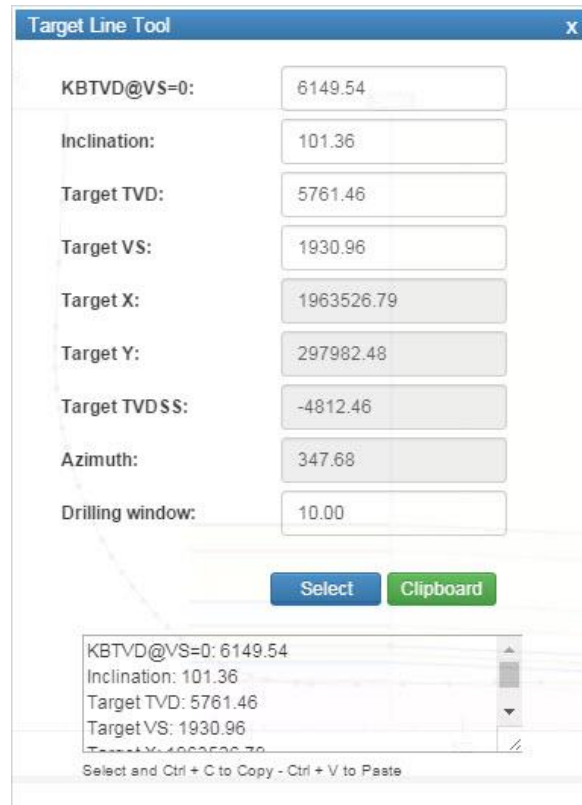 Target Line Tool x
KBTVD@VS=0: 6149.54
Inclination: 101.36
Target TVD: 5761.46
Target VS: 1930.96
Target X: 1963526.79
Target Y: 297982.48
Target TVDSS: -4812.46
Azimuth: 347.68
Drilling window: 10.00
Select Clipboard
KBTVD@VS=0: 6149.54
Inclination: 101.36
Target TVD: 5761.46
Target VS: 1930.96
Target X: 1963526.79
Select and Ctrl + C to Copy - Ctrl + V to Paste